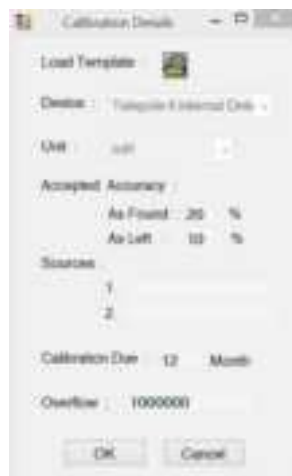 Calibration Details
Load Template
Device :
Unit :
Accepted Accuracy :
As Found : 20 %
As Left : 10 %
Sources
1
2
Calibration Due : 12 Month
Overflow : 1000000
OK Cancel